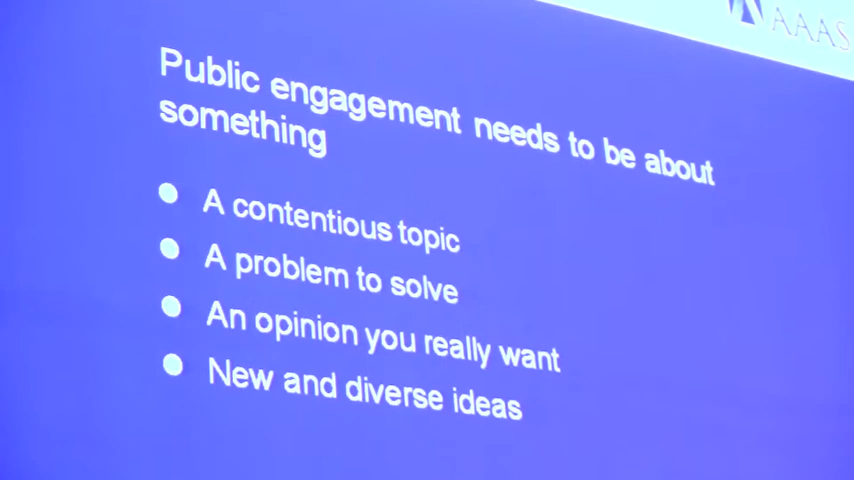 AAAS
Public engagement needs to be about
something
A contentious topic
A problem to solve
An opinion you really want
New and diverse ideas